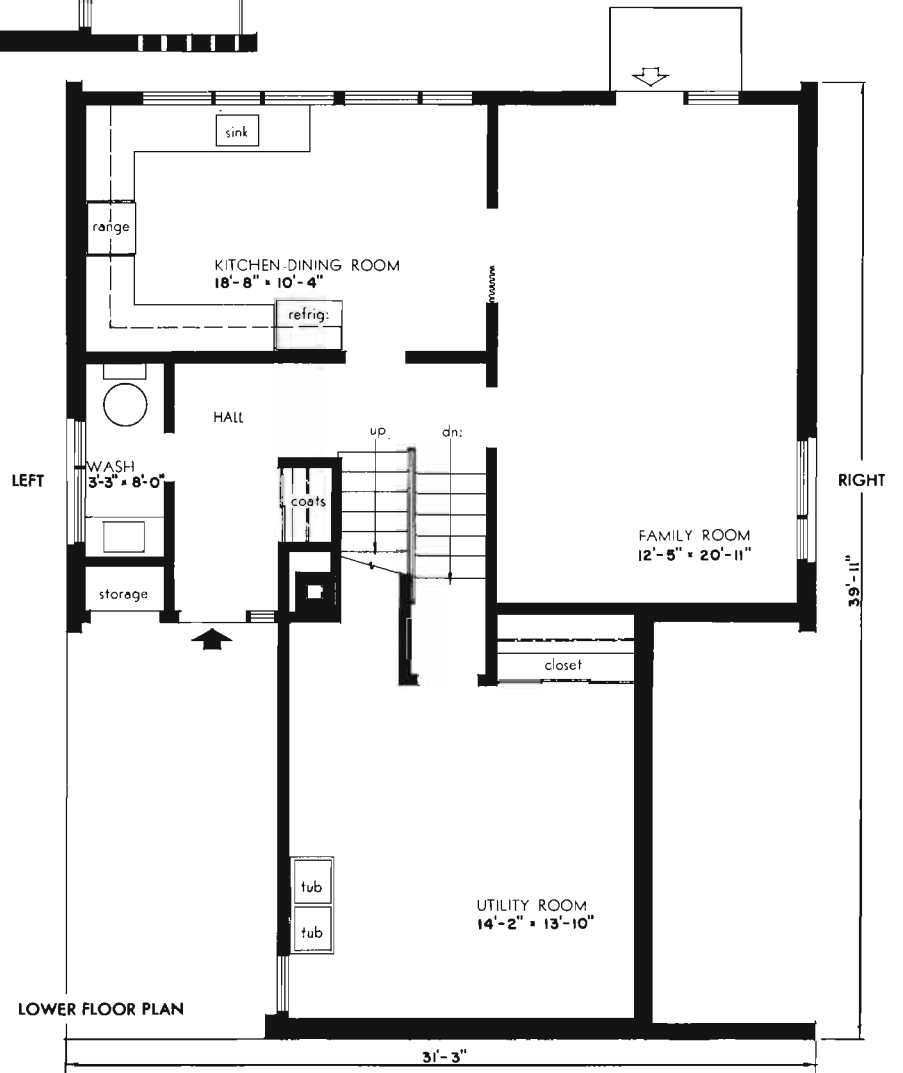 sink
range
KITCHEN-DINING ROOM
18'-8" x 10'-4"
refrig:
HALL
up.
dn:
LEFT
WASH
3'-3" x 8'-0"
coats
RIGHT
FAMILY ROOM
12'-5" x 20'-11"
39'-11"
storage
closet
tub
UTILITY ROOM
14'-2" x 13'-10"
tub
LOWER FLOOR PLAN
31'-3"